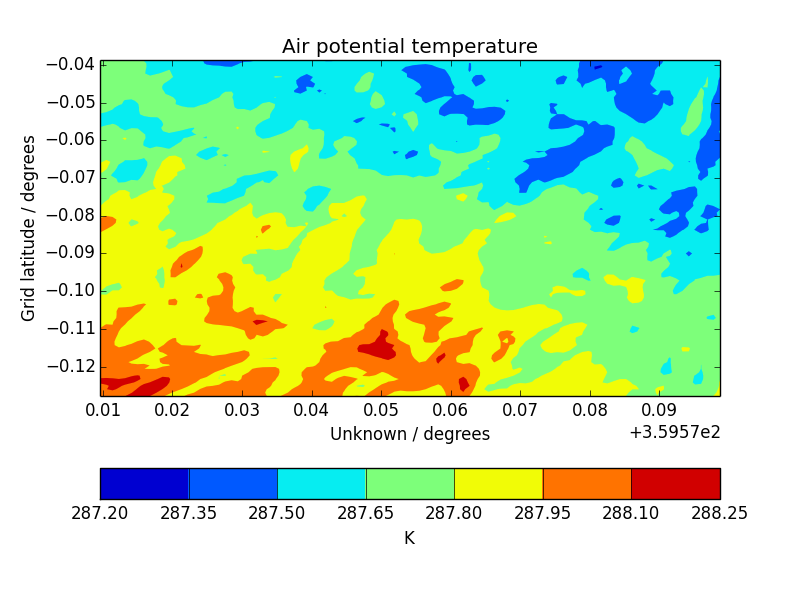 Air potential temperature
−0.04
−0.05
−0.06
−0.07
−0.08
−0.09
−0.10
−0.11
−0.12
Grid latitude / degrees
0.01 0.02 0.03 0.04 0.05 0.06 0.07 0.08 0.09
Unknown / degrees
+3.5957e2
287.20 287.35 287.50 287.65 287.80 287.95 288.10 288.25
K